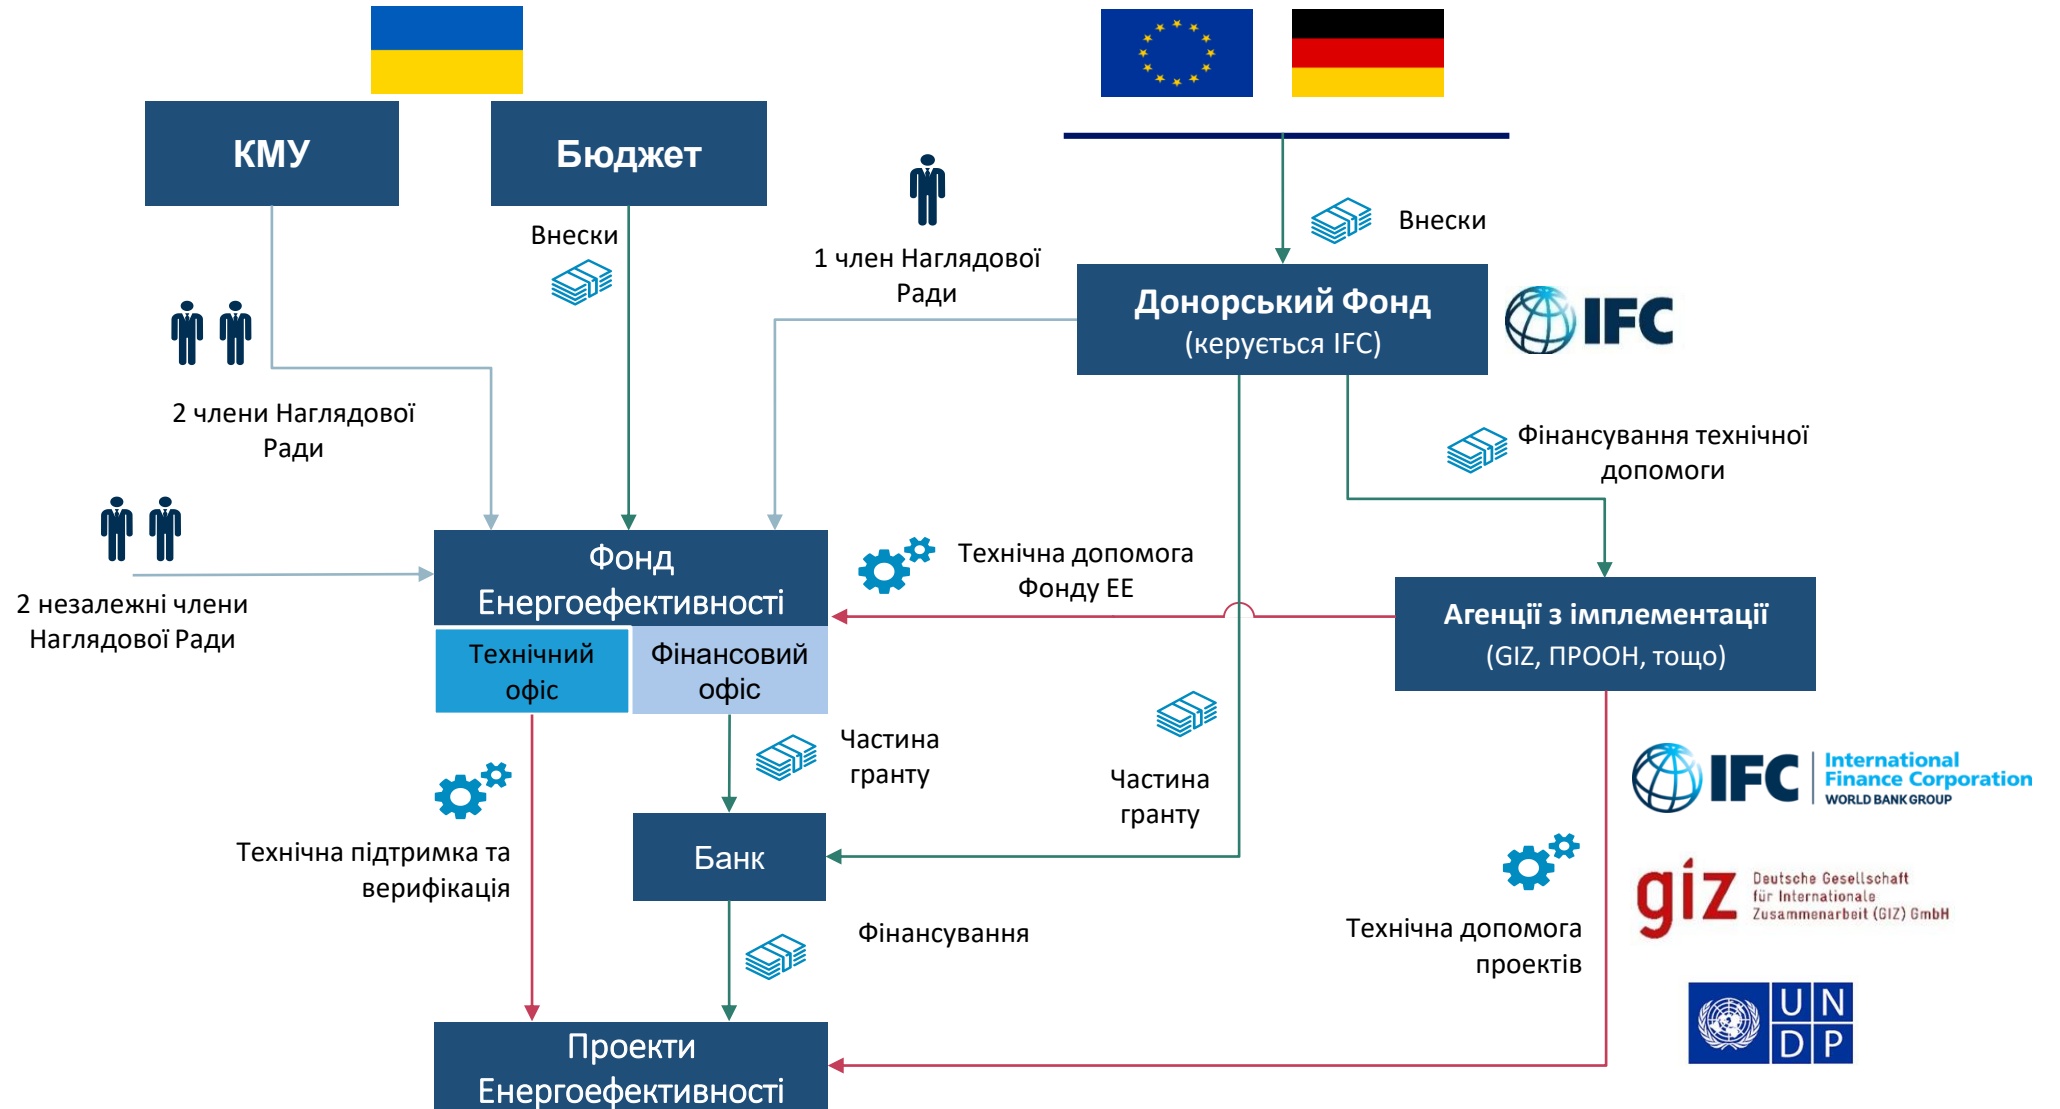 КМУ
Бюджет
Внески
Внески
1 член Наглядової
Ради
Донорський Фонд
(керується IFC)
IFC
2 члени Наглядової
Ради
Фінансування технічної
допомоги
2 незалежні члени
Наглядової Ради
Фонд
Енергоефективності
Технічна допомога
Фонду ЕЕ
Агенції з імплементації
(GIZ, ПРООН, тощо)
Технічний
офіс
Фінансовий
офіс
Частина
гранту
Частина
гранту
IFC
International
Finance Corporation
WORLD BANK GROUP
Технічна підтримка та
верифікація
Банк
giz
Deutsche Gesellschaft
für Internationale
Zusammenarbeit (GIZ) GmbH
Фінансування
Технічна допомога
проектів
U N
D P
Проекти
Енергоефективності